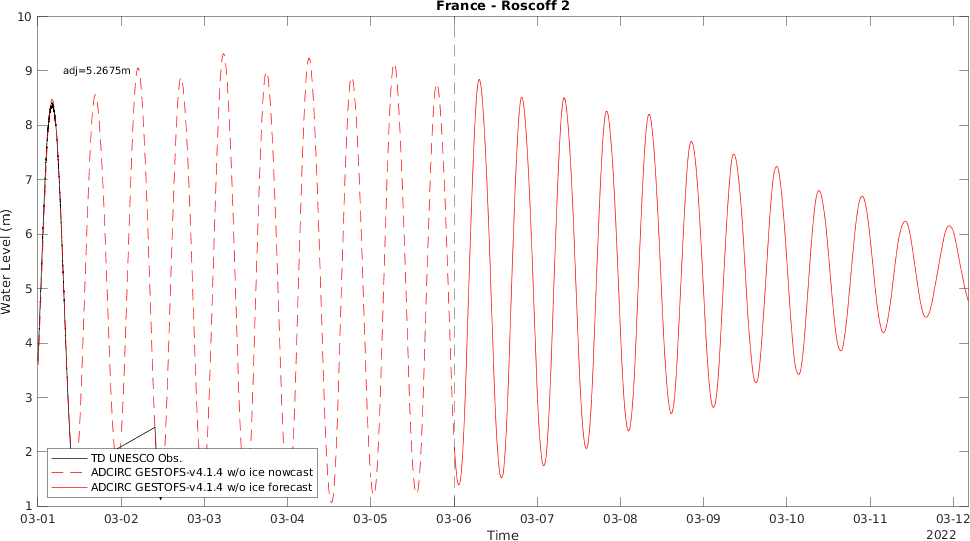 France - Roscoff 2
10
9
8
7
6
5
4
3
2
1
Water Level (m)
adj=5.2675m
TD UNESCO Obs.
ADCIRC GESTOFS-v4.1.4 w/o ice nowcast
ADCIRC GESTOFS-v4.1.4 w/o ice forecast
03-01 03-02 03-03 03-04 03-05 03-06 03-07 03-08 03-09 03-10 03-11 03-12
Time
2022